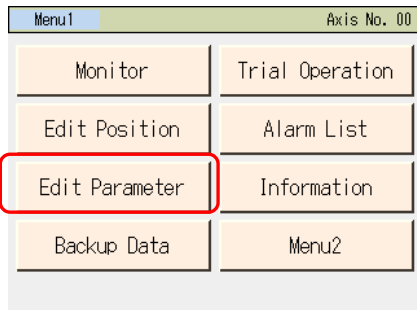 Menu1 Axis No. 00
Monitor Trial Operation
Edit Position Alarm List
Edit Parameter Information
Backup Data Menu2